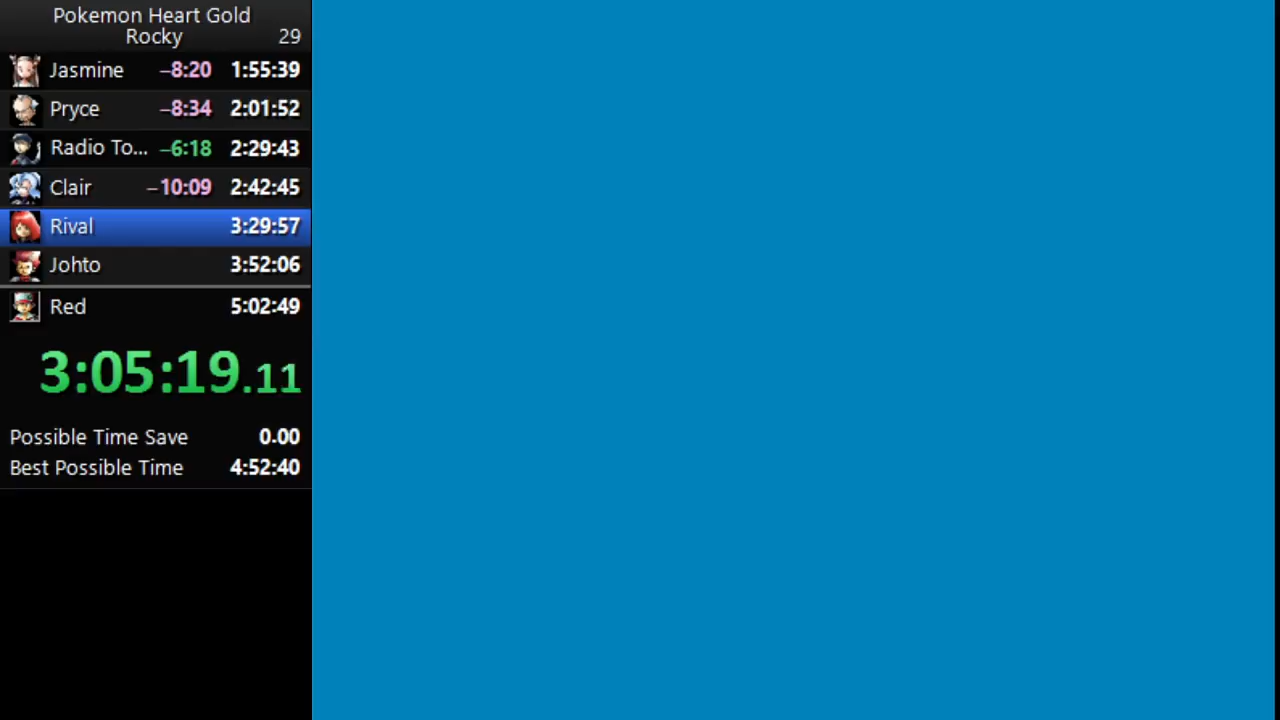 Pokemon Heart Gold
Rocky 29
Jasmine −8:20 1:55:39
Pryce −8:34 2:01:52
Radio To... −6:18 2:29:43
Clair −10:09 2:42:45
Rival 3:29:57
Johto 3:52:06
Red 5:02:49
3:05:19.11
Possible Time Save 0.00
Best Possible Time 4:52:40